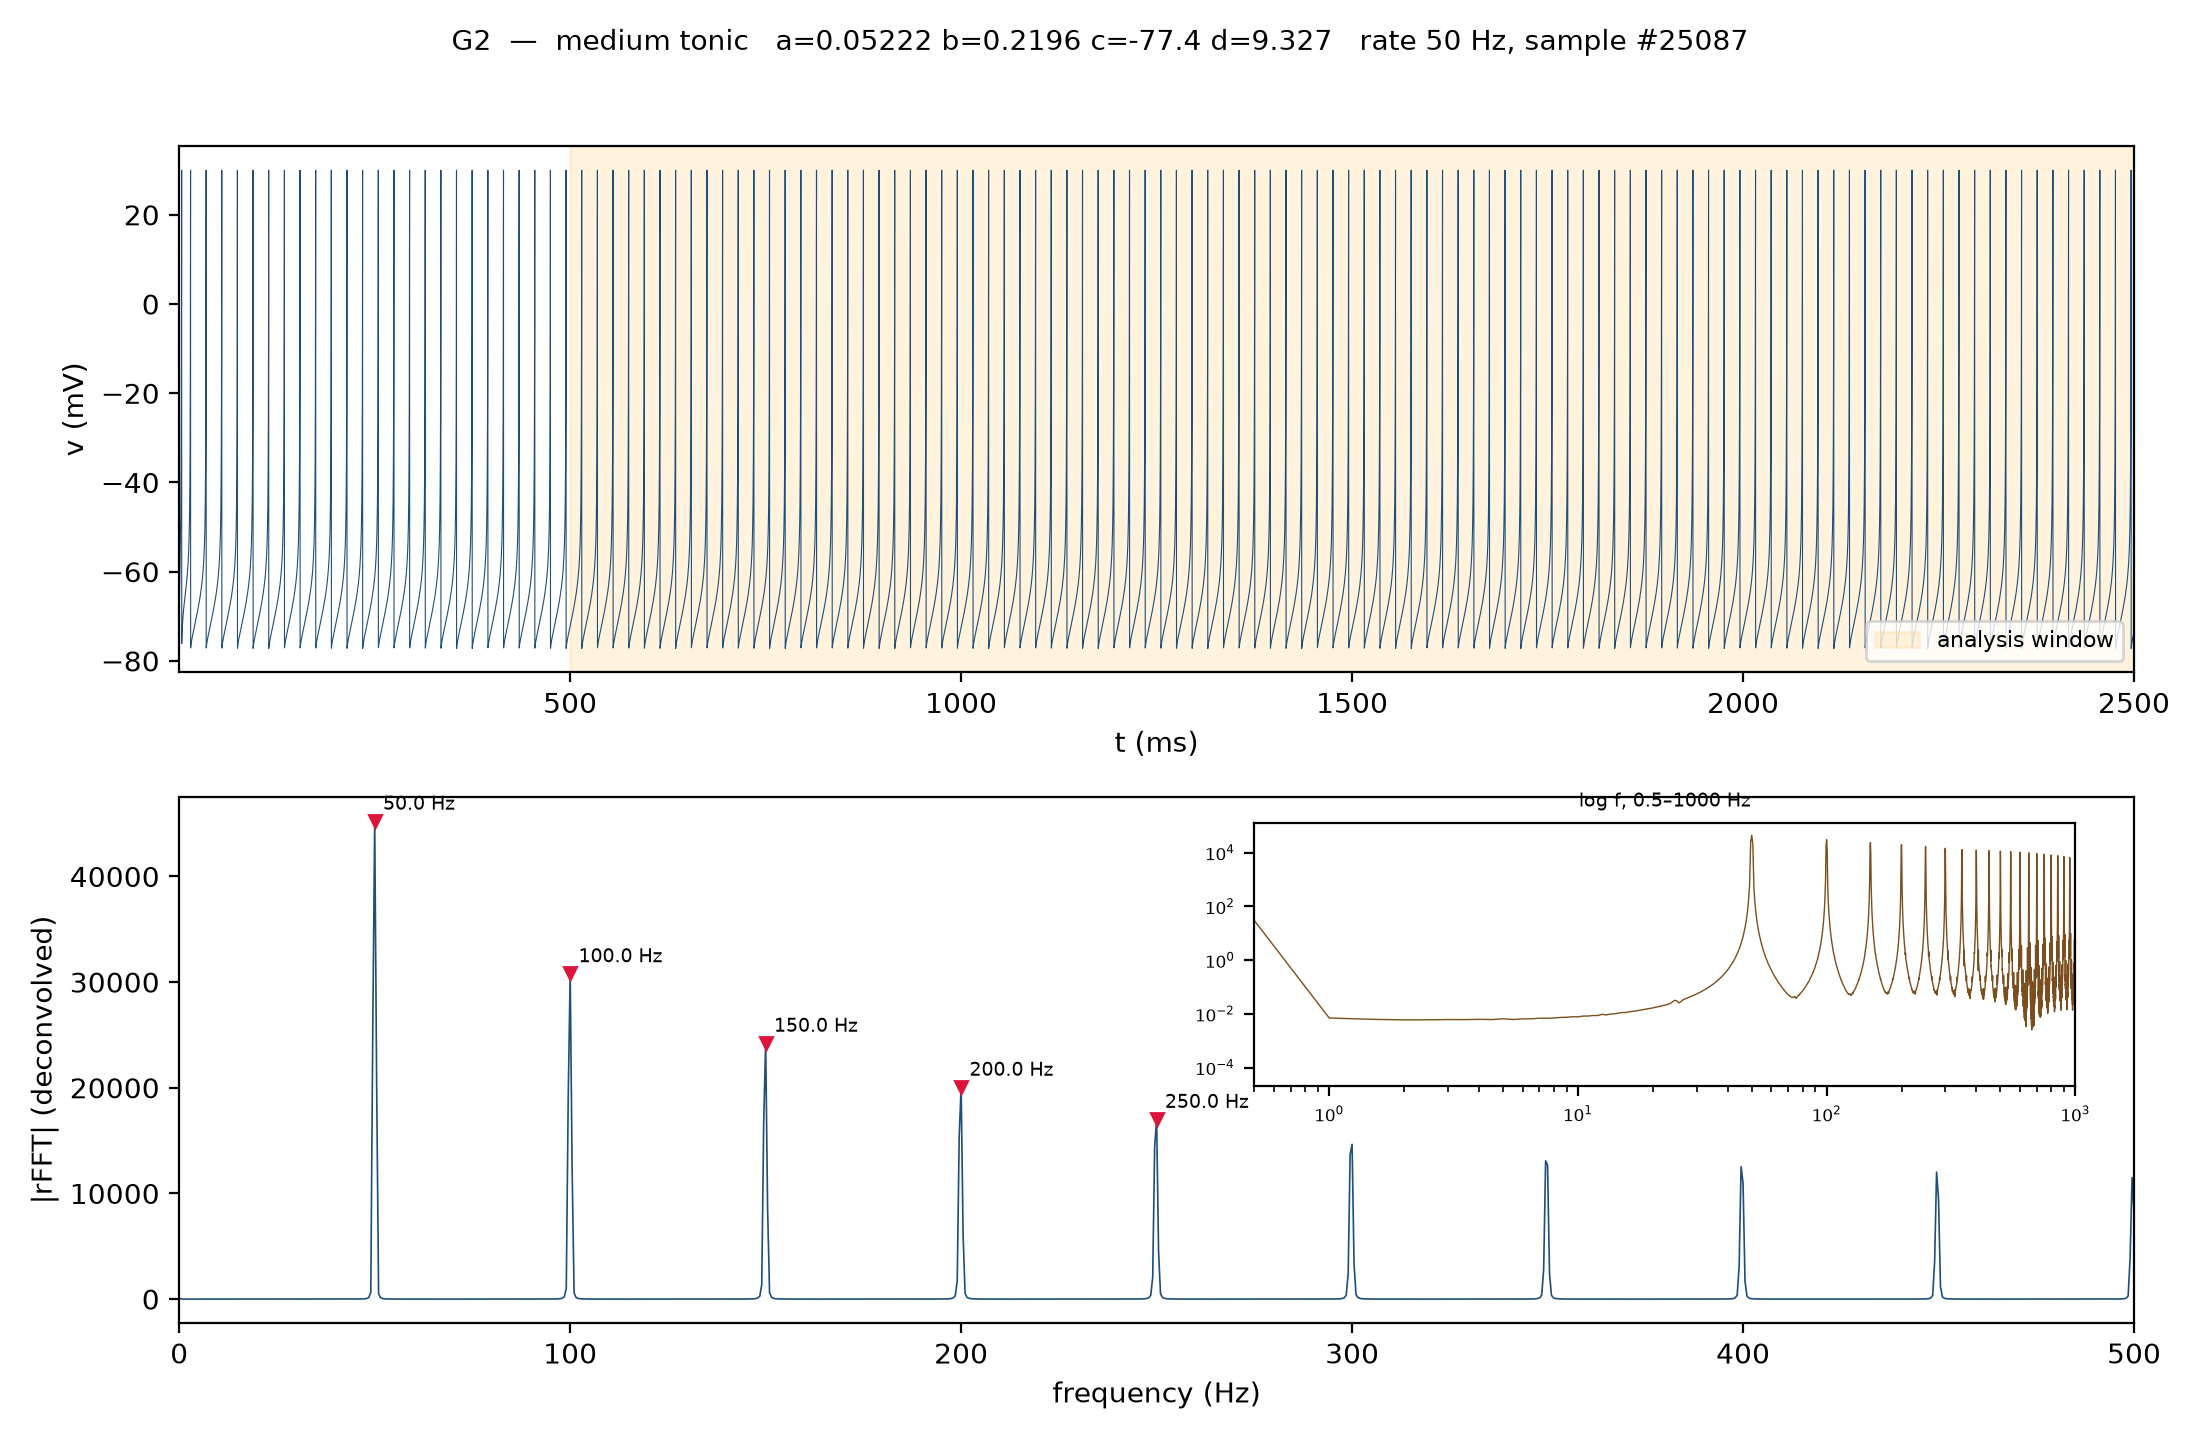 G2 — medium tonic a=0.05222 b=0.2196 c=-77.4 d=9.327 rate 50 Hz, sample #25087
20
0
−20
−40
−60
−80
v (mV)
analysis window
500
1000
1500
2000
2500
t (ms)
50.0 Hz
100.0 Hz
150.0 Hz
200.0 Hz
250.0 Hz
log f, 0.5–1000 Hz
10⁴
10²
10⁰
10⁻²
10⁻⁴
10⁰
10¹
10²
10³
40000
30000
20000
10000
0
|rFFT| (deconvolved)
0
100
200
300
400
500
frequency (Hz)